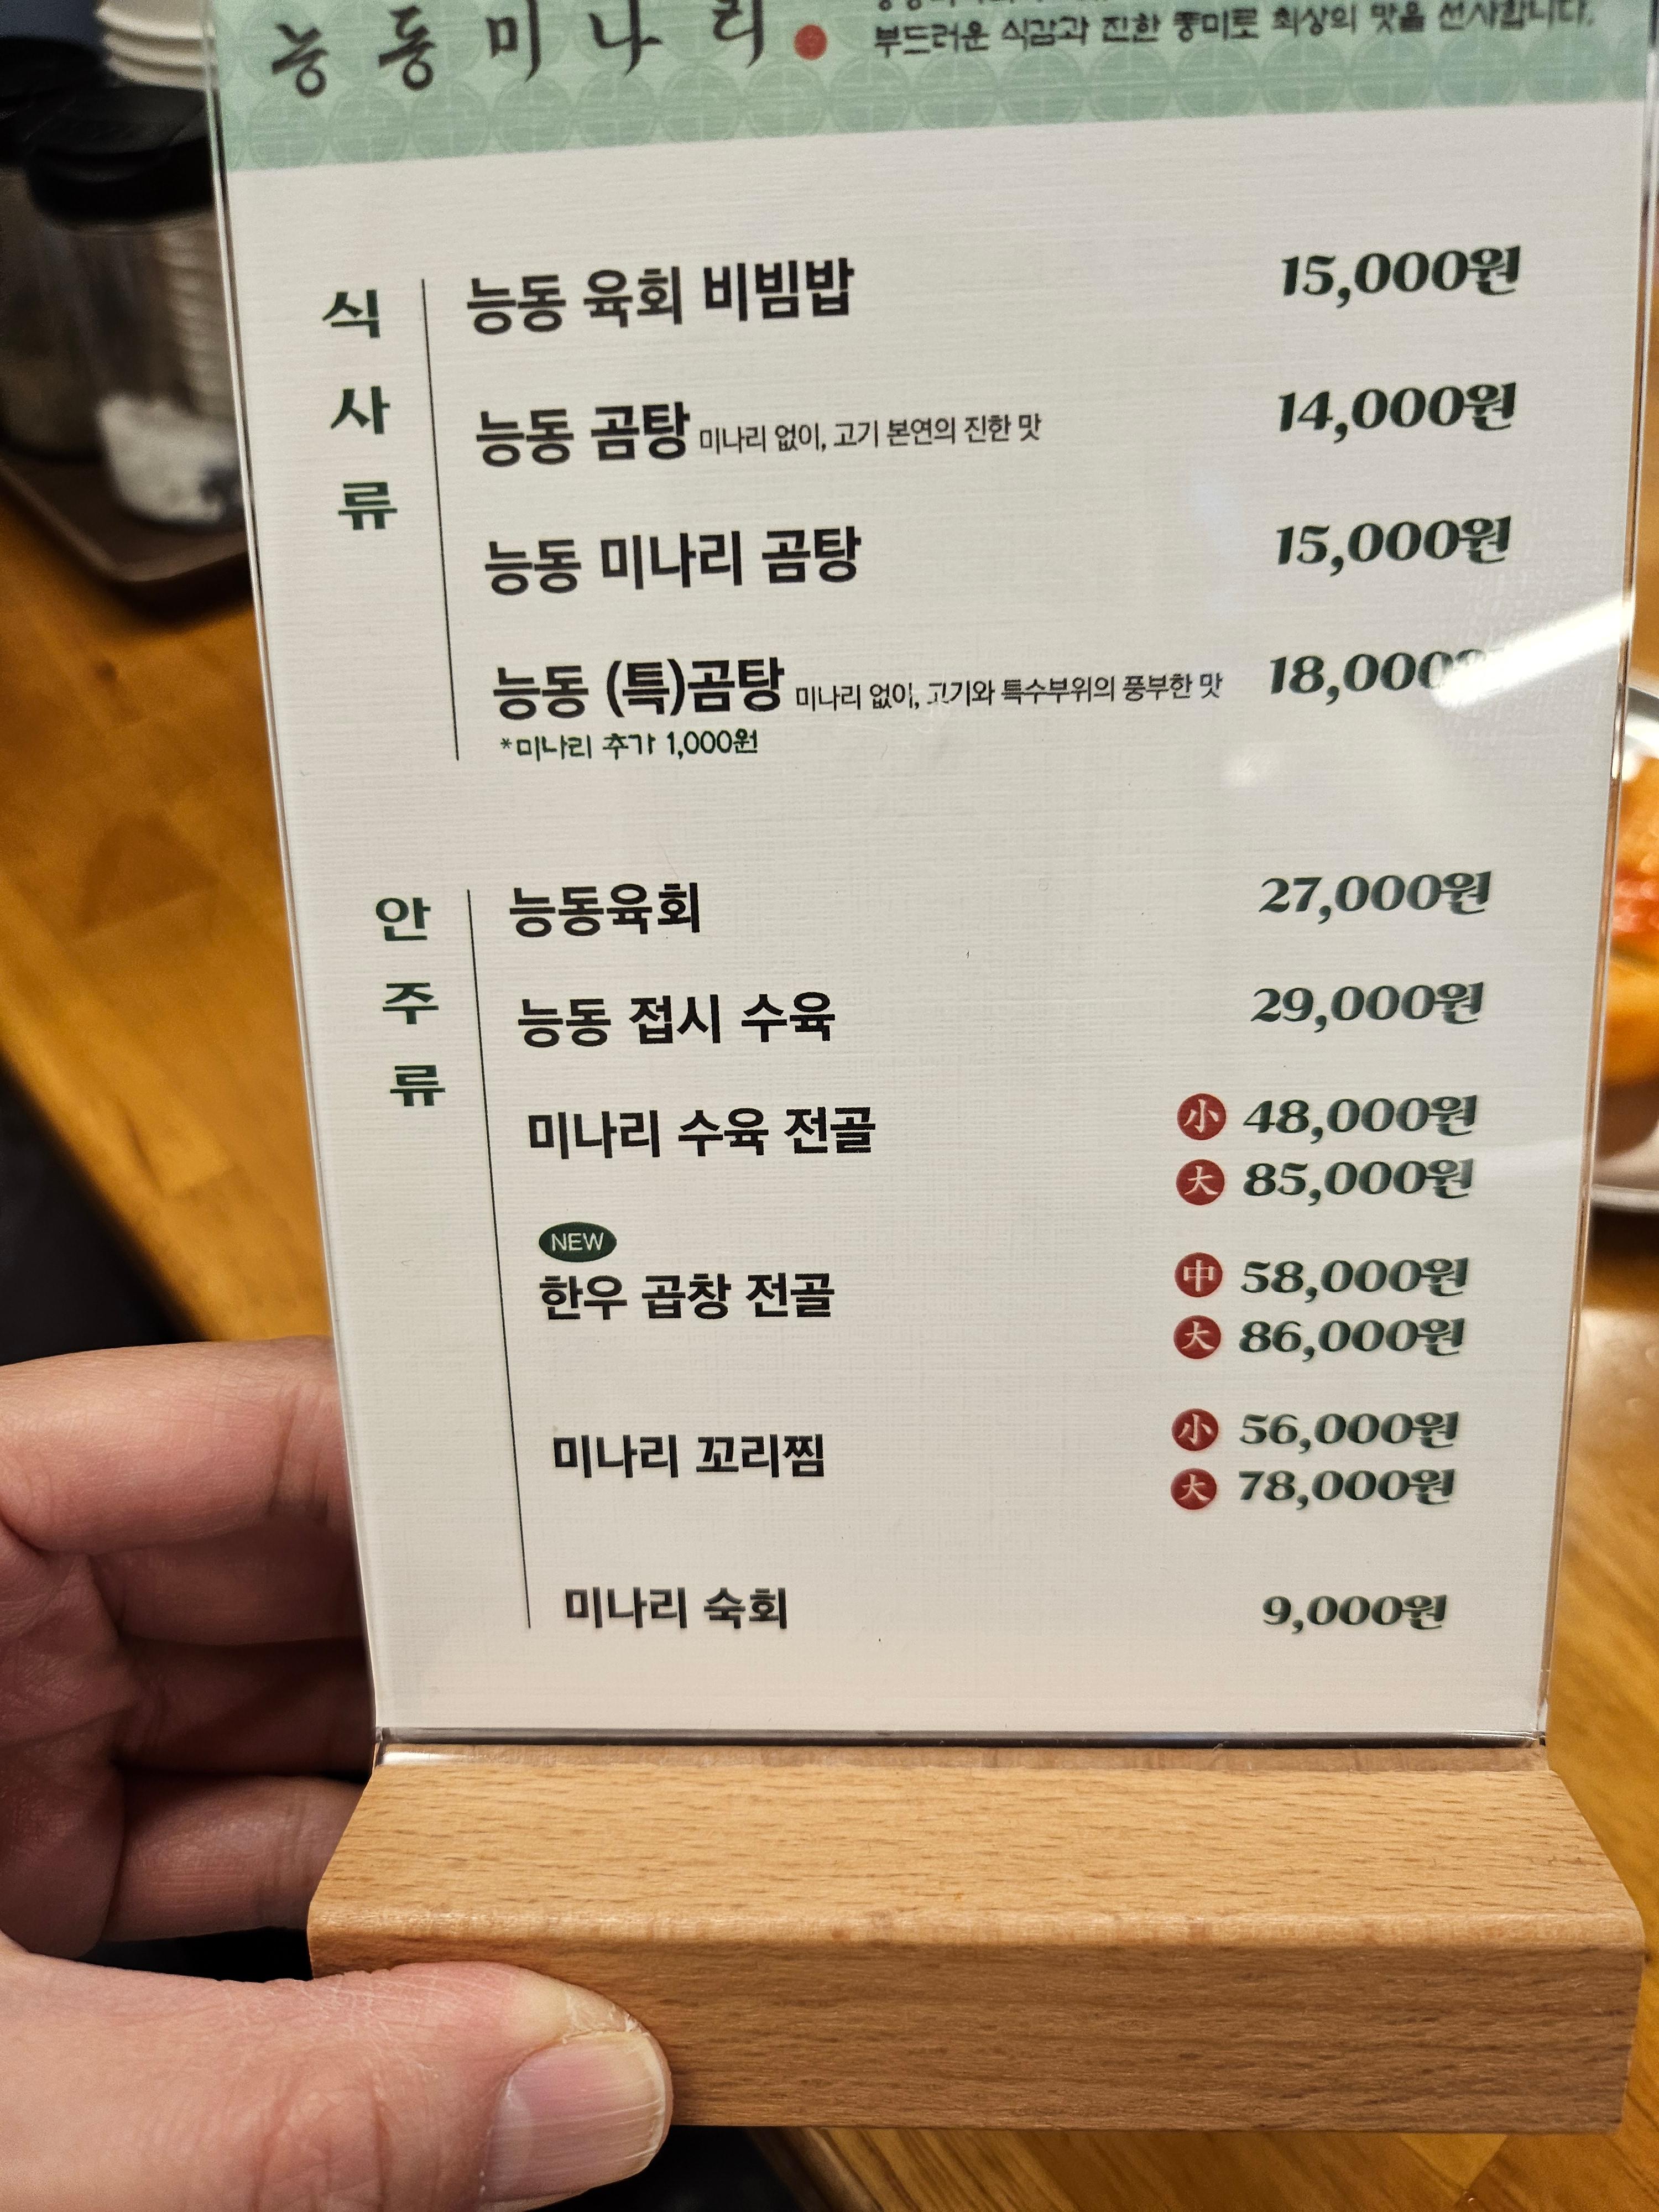 능동미나리
부드러운 식감과 진한 풍미로 최상의 맛을 선사합니다.
식사류
능동 육회 비빔밥 15,000원
능동 곰탕 미나리 없이, 고기 본연의 진한 맛 14,000원
능동 미나리 곰탕 15,000원
능동 (특)곰탕 미나리 없이, 고기와 특수부위의 풍부한 맛 18,000원
*미나리 추가 1,000원
안주류
능동육회 27,000원
능동 접시 수육 29,000원
미나리 수육 전골 小 48,000원
大 85,000원
NEW
한우 곱창 전골 中 58,000원
大 86,000원
미나리 꼬리찜 小 56,000원
大 78,000원
미나리 숙회 9,000원